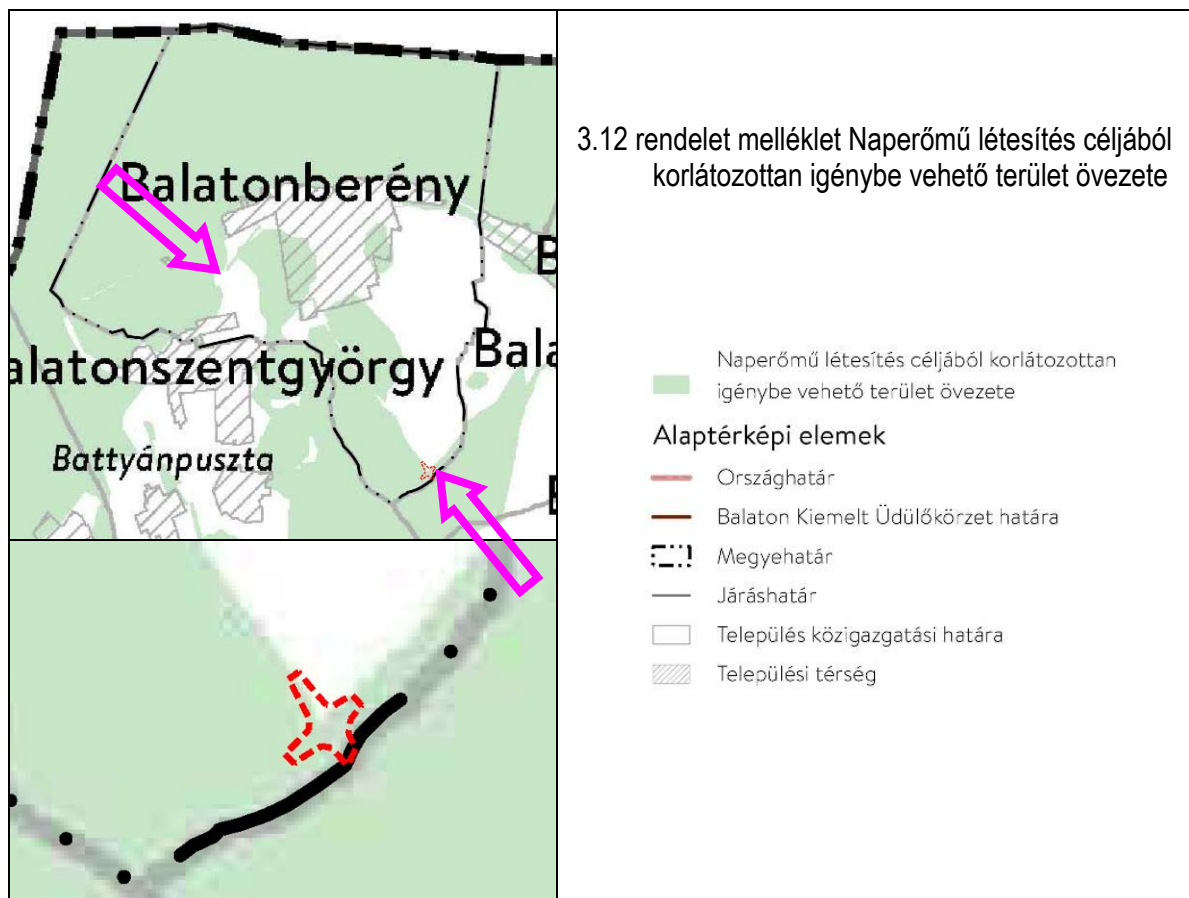 Balatonberény
B
alatonszentgyörgy
Bala
Battyánpuszta
3.12 rendelet melléklet Naperőmű létesítés céljából
korlátozottan igénybe vehető terület övezete
Naperőmű létesítés céljából korlátozottan
igénybe vehető terület övezete
Alaptérképi elemek
Országhatár
Balaton Kiemelt Üdülőkörzet határa
Megyehatár
Járáshatár
Település közigazgatási határa
Települési térség